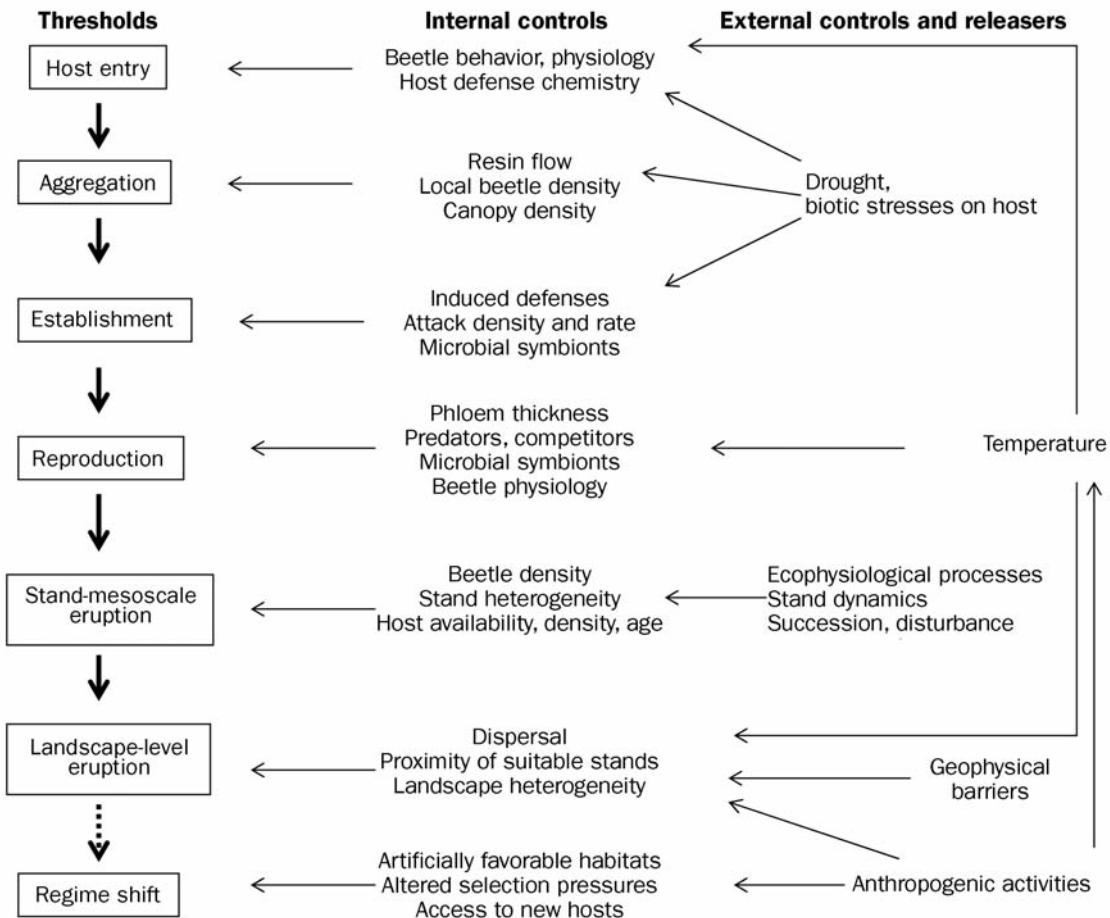 Thresholds
Internal controls
External controls and releasers
Host entry
Beetle behavior, physiology
Host defense chemistry
Aggregation
Resin flow
Local beetle density
Canopy density
Drought,
biotic stresses on host
Establishment
Induced defenses
Attack density and rate
Microbial symbionts
Reproduction
Phloem thickness
Predators, competitors
Microbial symbionts
Beetle physiology
Temperature
Stand-mesoscale
eruption
Beetle density
Stand heterogeneity
Host availability, density, age
Ecophysiological processes
Stand dynamics
Succession, disturbance
Landscape-level
eruption
Dispersal
Proximity of suitable stands
Landscape heterogeneity
Geophysical
barriers
Regime shift
Artificially favorable habitats
Altered selection pressures
Access to new hosts
Anthropogenic activities